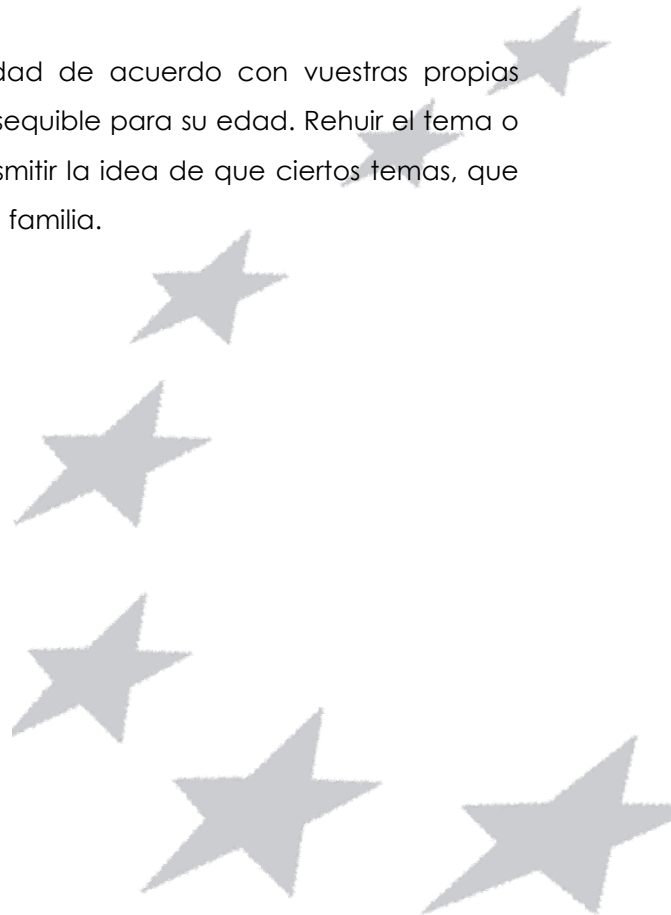 dad de acuerdo con vuestras propias
sequible para su edad. Rehuir el tema o
smitir la idea de que ciertos temas, que
familia.